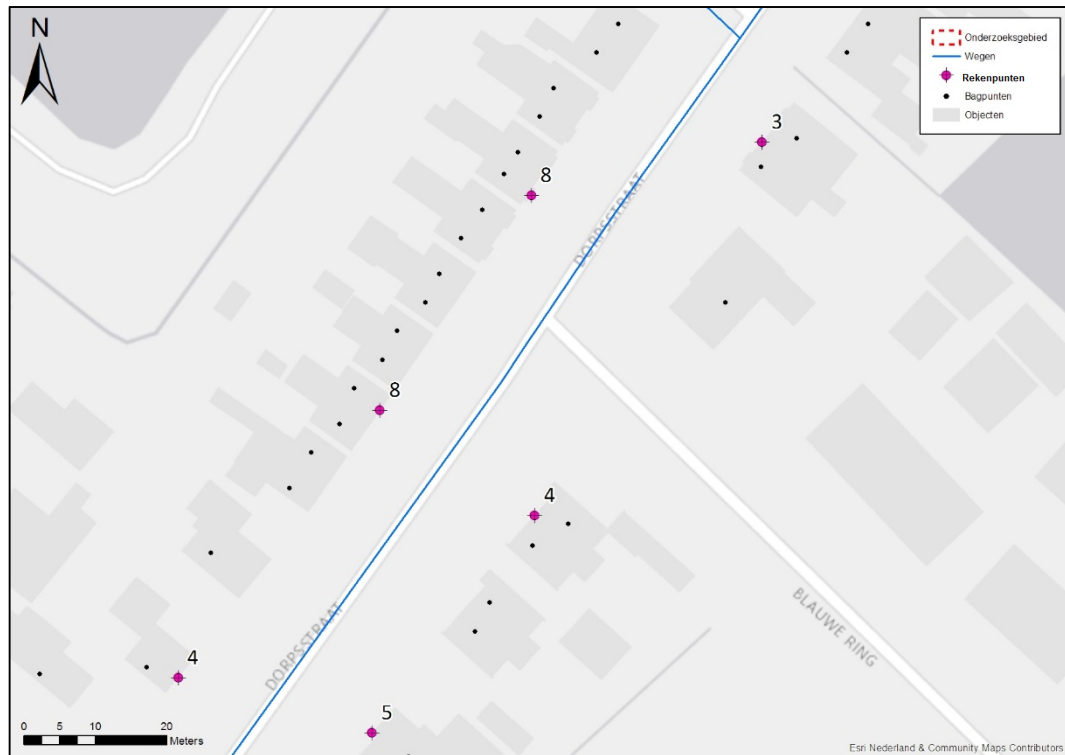 N
Onderzoeksgebied
Wegen
Rekenpunten
Bagpunten
Objecten
3
8
DORPSSTRAAT
8
4
BLAUWE RING
DORPSSTRAAT
4
5
0 5 10 20
Meters
Esri Nederland & Community Maps Contributors